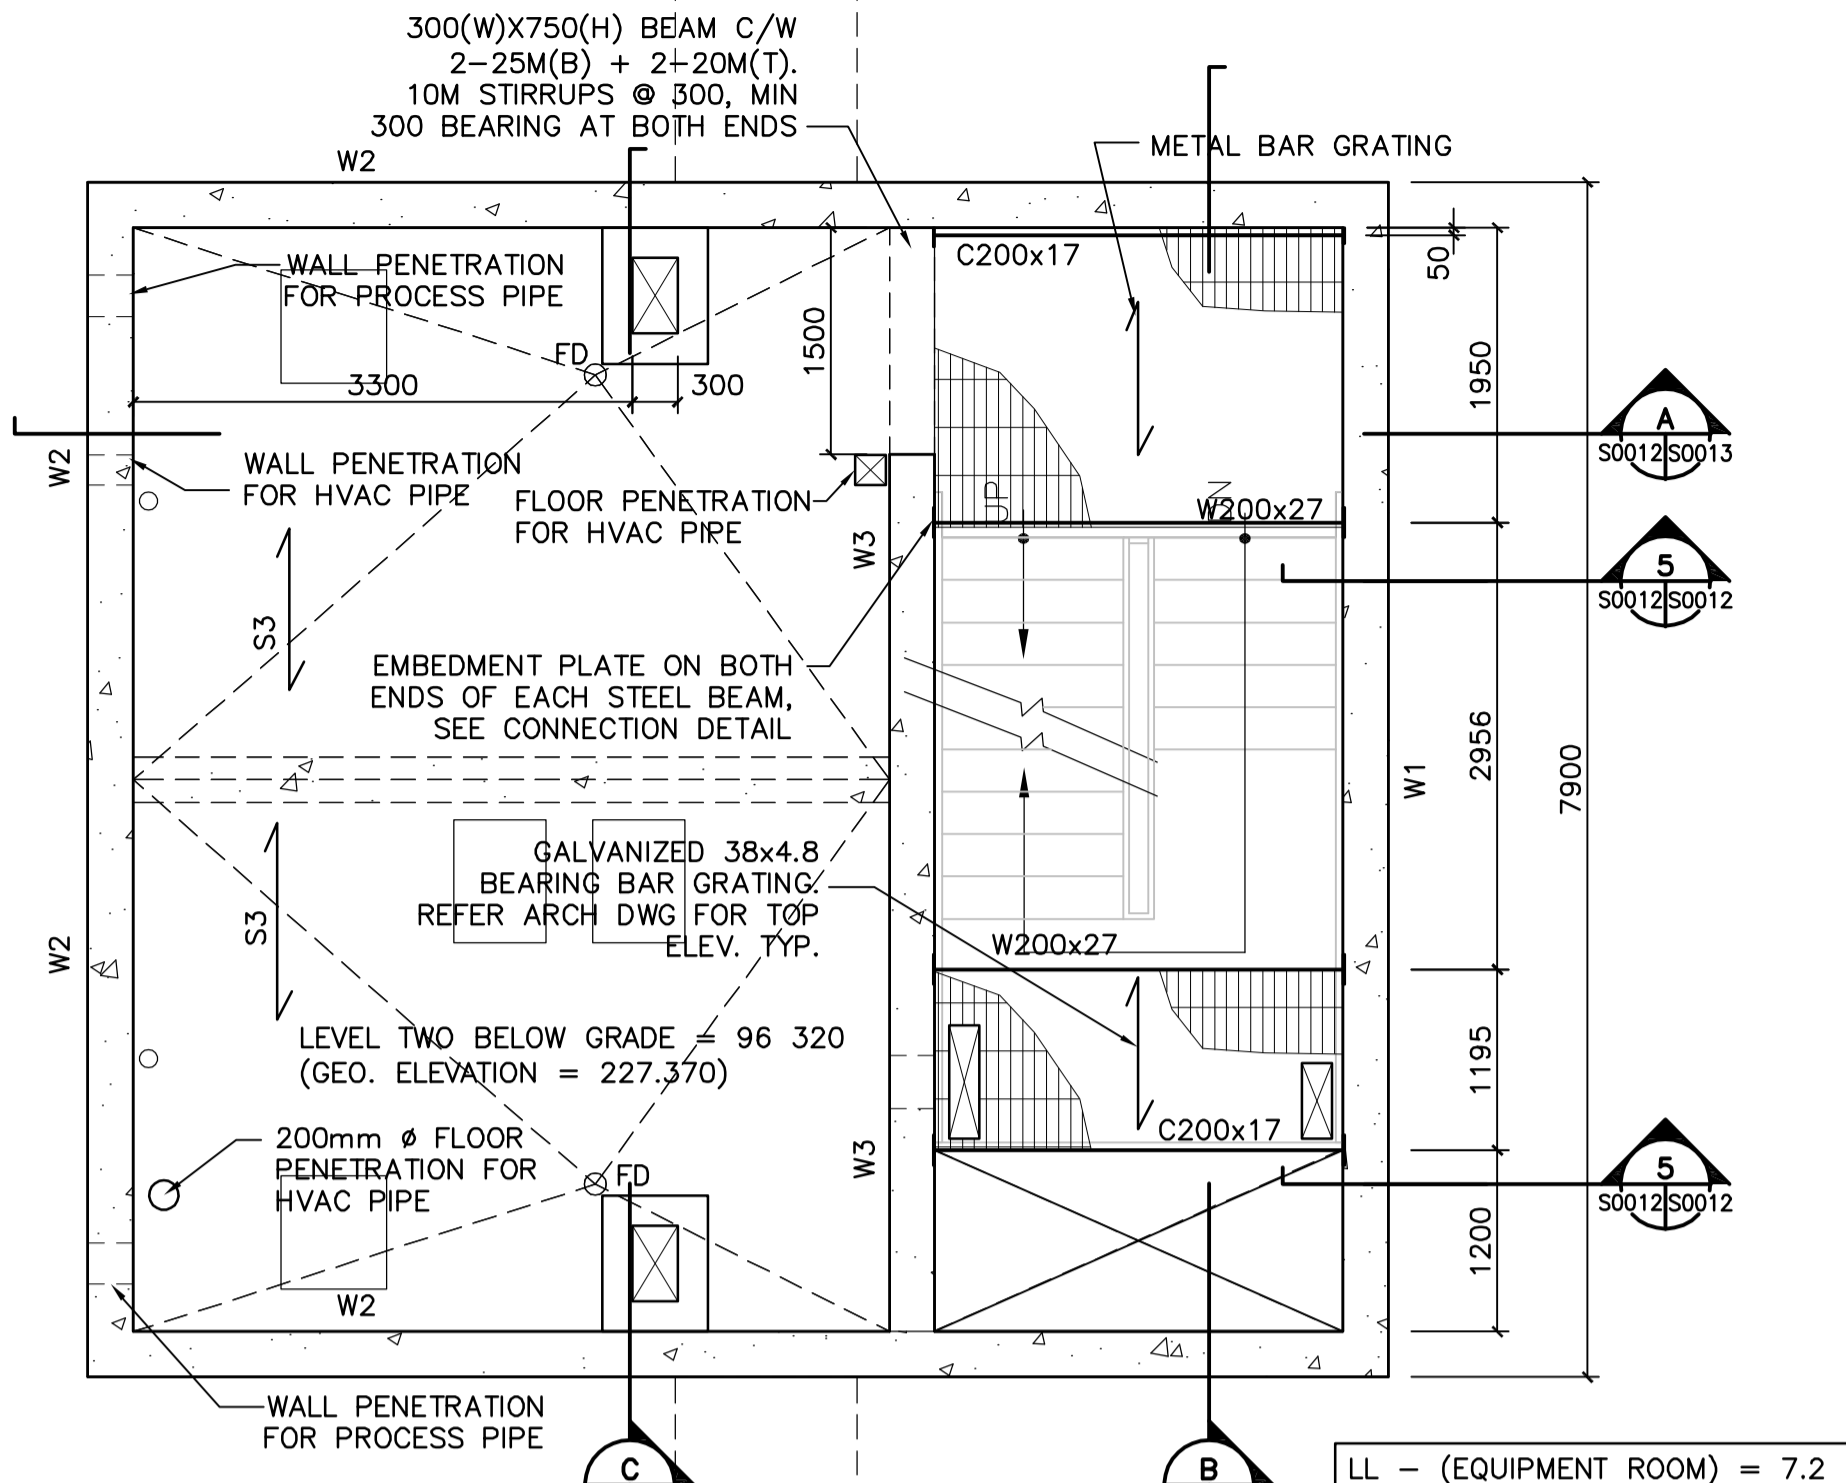 300(W)X750(H) BEAM C/W
2-25M(B) + 2-20M(T).
10M STIRRUPS @ 300, MIN
300 BEARING AT BOTH ENDS
METAL BAR GRATING
W2
C200x17
50
WALL PENETRATION
FOR PROCESS PIPE
1500
1950
FD
3300
300
A
S0012 S0013
W2
WALL PENETRATION
FOR HVAC PIPE
FLOOR PENETRATION
FOR HVAC PIPE
UP
DN
W200x27
W3
5
S0012 S0012
S3
EMBEDMENT PLATE ON BOTH
ENDS OF EACH STEEL BEAM,
SEE CONNECTION DETAIL
2956
W1
7900
GALVANIZED 38x4.8
BEARING BAR GRATING.
REFER ARCH DWG FOR TOP
ELEV. TYP.
S3
W2
W200x27
LEVEL TWO BELOW GRADE = 96 320
(GEO. ELEVATION = 227.370)
1195
200mm ø FLOOR
PENETRATION FOR
HVAC PIPE
C200x17
W3
FD
5
S0012 S0012
1200
W2
WALL PENETRATION
FOR PROCESS PIPE
C
B
LL - (EQUIPMENT ROOM) = 7.2